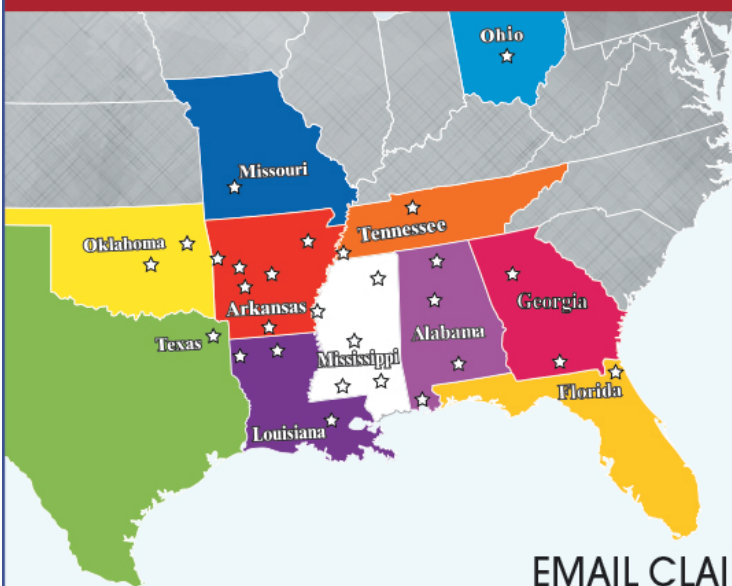 Ohio
Missouri
Tennessee
Oklahoma
Arkansas
Georgia
Texas
Alabama
Mississippi
Florida
Louisiana
EMAIL CLAI